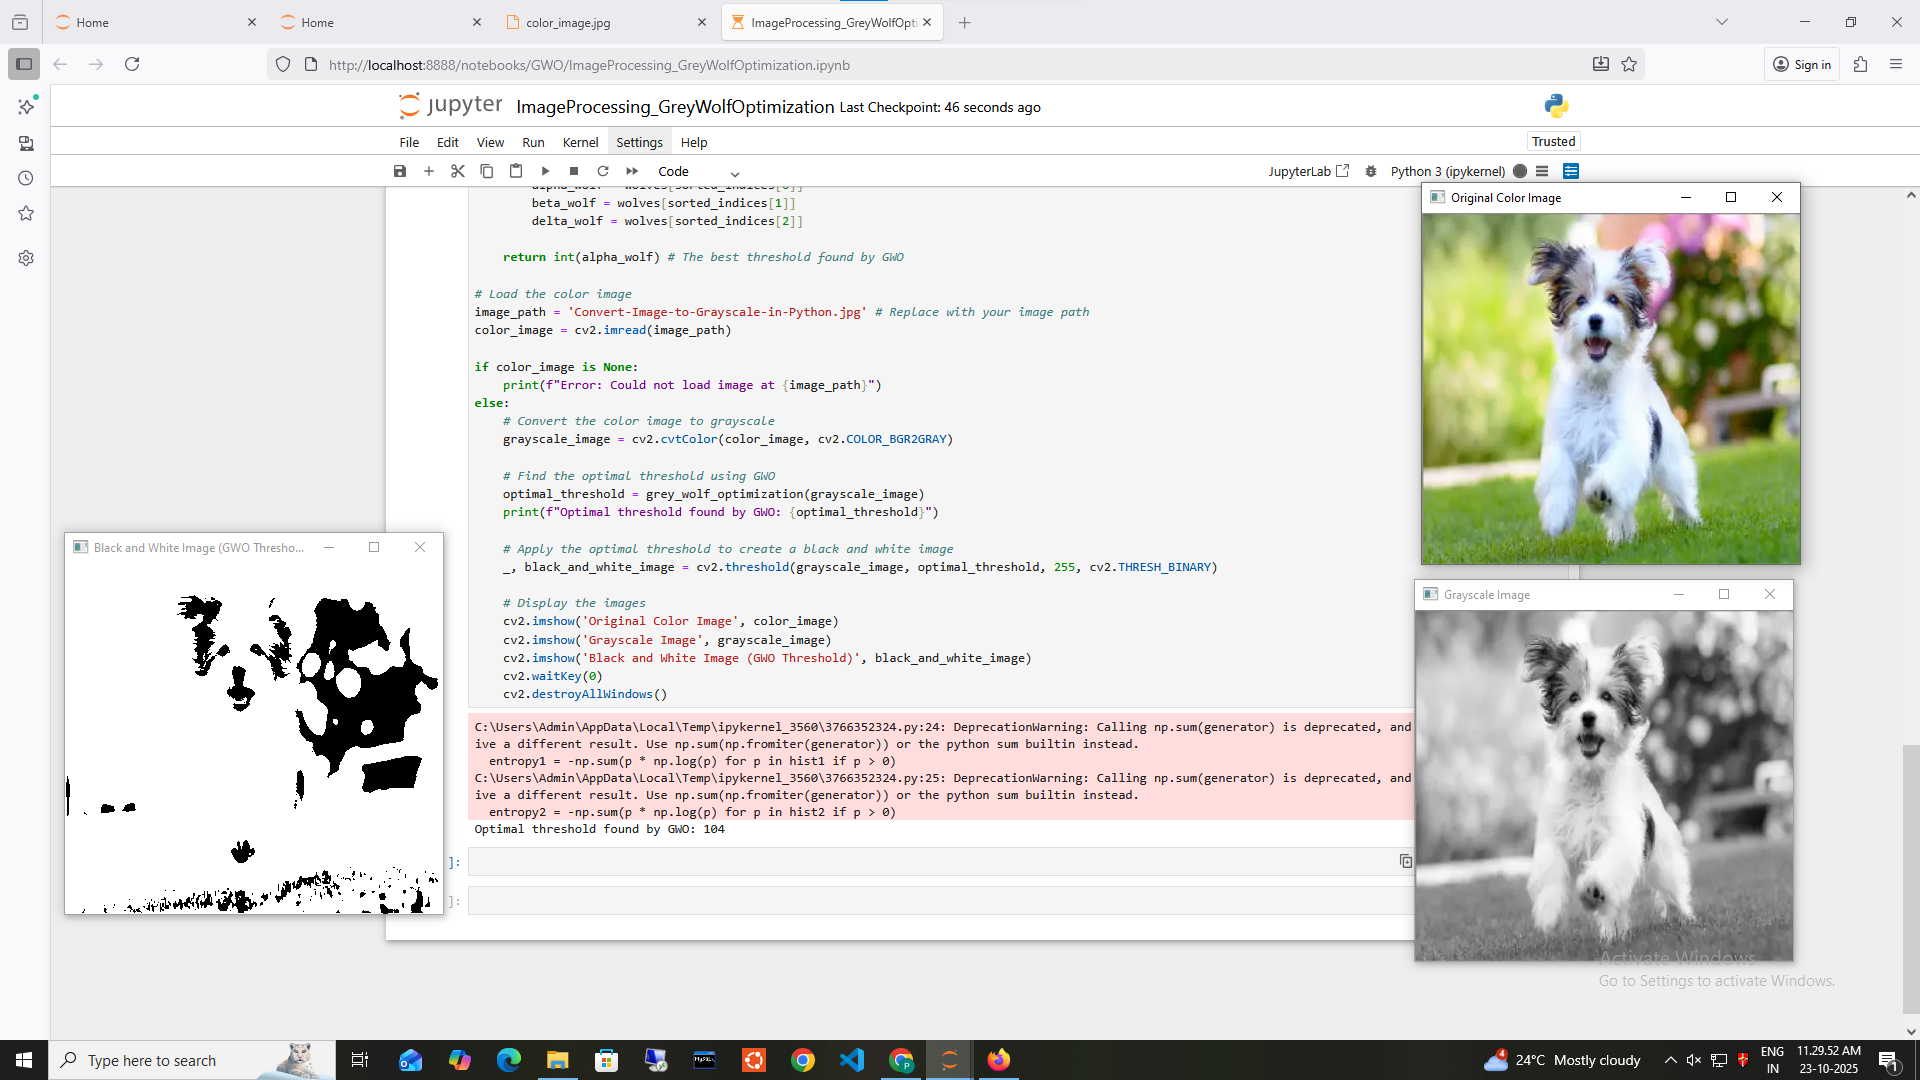 Home
Home
color_image.jpg
ImageProcessing_GreyWolfOpti
http://localhost:8888/notebooks/GWO/ImageProcessing_GreyWolfOptimization.ipynb
Sign in
jupyter ImageProcessing_GreyWolfOptimization Last Checkpoint: 46 seconds ago
File Edit View Run Kernel Settings Help
Trusted
Code
JupyterLab
Python 3 (ipykernel)
beta_wolf = wolves[sorted_indices[1]]
delta_wolf = wolves[sorted_indices[2]]
return int(alpha_wolf) # The best threshold found by GWO
# Load the color image
image_path = 'Convert-Image-to-Grayscale-in-Python.jpg' # Replace with your image path
color_image = cv2.imread(image_path)
if color_image is None:
print(f"Error: Could not load image at {image_path}")
else:
# Convert the color image to grayscale
grayscale_image = cv2.cvtColor(color_image, cv2.COLOR_BGR2GRAY)
# Find the optimal threshold using GWO
optimal_threshold = grey_wolf_optimization(grayscale_image)
print(f"Optimal threshold found by GWO: {optimal_threshold}")
# Apply the optimal threshold to create a black and white image
_, black_and_white_image = cv2.threshold(grayscale_image, optimal_threshold, 255, cv2.THRESH_BINARY)
# Display the images
cv2.imshow('Original Color Image', color_image)
cv2.imshow('Grayscale Image', grayscale_image)
cv2.imshow('Black and White Image (GWO Threshold)', black_and_white_image)
cv2.waitKey(0)
cv2.destroyAllWindows()
C:\Users\Admin\AppData\Local\Temp\ipykernel_3560\3766352324.py:24: DeprecationWarning: Calling np.sum(generator) is deprecated, and
ive a different result. Use np.sum(np.fromiter(generator)) or the python sum builtin instead.
entropy1 = -np.sum(p * np.log(p) for p in hist1 if p > 0)
C:\Users\Admin\AppData\Local\Temp\ipykernel_3560\3766352324.py:25: DeprecationWarning: Calling np.sum(generator) is deprecated, and
ive a different result. Use np.sum(np.fromiter(generator)) or the python sum builtin instead.
entropy2 = -np.sum(p * np.log(p) for p in hist2 if p > 0)
Optimal threshold found by GWO: 104
]:
]:
Black and White Image (GWO Thresho...
Original Color Image
Grayscale Image
Activate Windows
Go to Settings to activate Windows.
Type here to search
24°C Mostly cloudy
ENG
IN
11.29.52 AM
23-10-2025